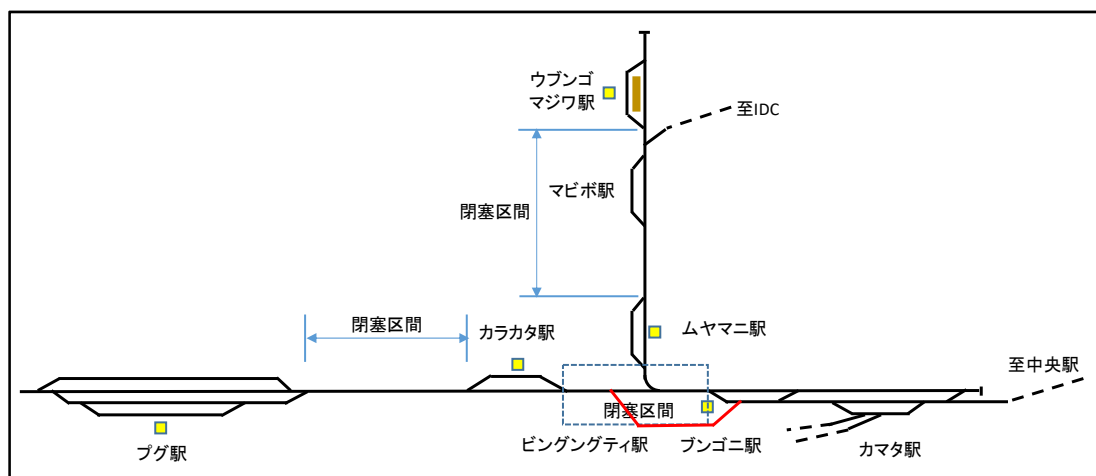 ウブンゴ
マジワ駅
至IDC
マビボ駅
閉塞区間
閉塞区間
カラカタ駅
ムヤマニ駅
至中央駅
閉塞区間
ビングングティ駅
ブンゴニ駅
カマタ駅
プグ駅